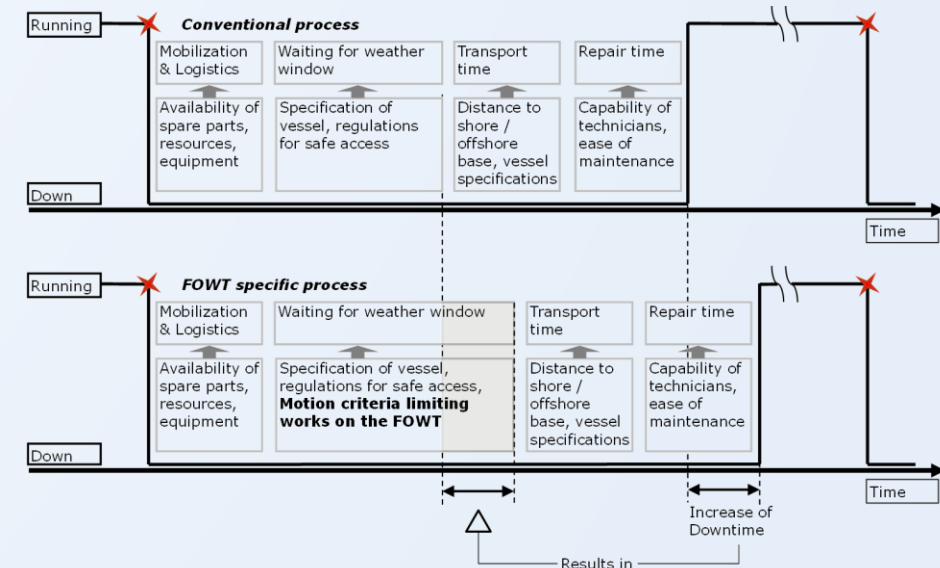 Running
Conventional process
Mobilization
& Logistics
Waiting for weather
window
Transport
time
Repair time
Availability of
spare parts,
resources,
equipment
Specification of
vessel, regulations
for safe access
Distance to
shore /
offshore
base, vessel
specifications
Capability of
technicians,
ease of
maintenance
Down
Time
Running
FOWT specific process
Mobilization
& Logistics
Waiting for weather window
Transport
time
Repair time
Availability of
spare parts,
resources,
equipment
Specification of vessel,
regulations for safe access,
Motion criteria limiting
works on the FOWT
Distance to
shore /
offshore
base, vessel
specifications
Capability of
technicians,
ease of
maintenance
Down
Time
Increase of
Downtime
Results in